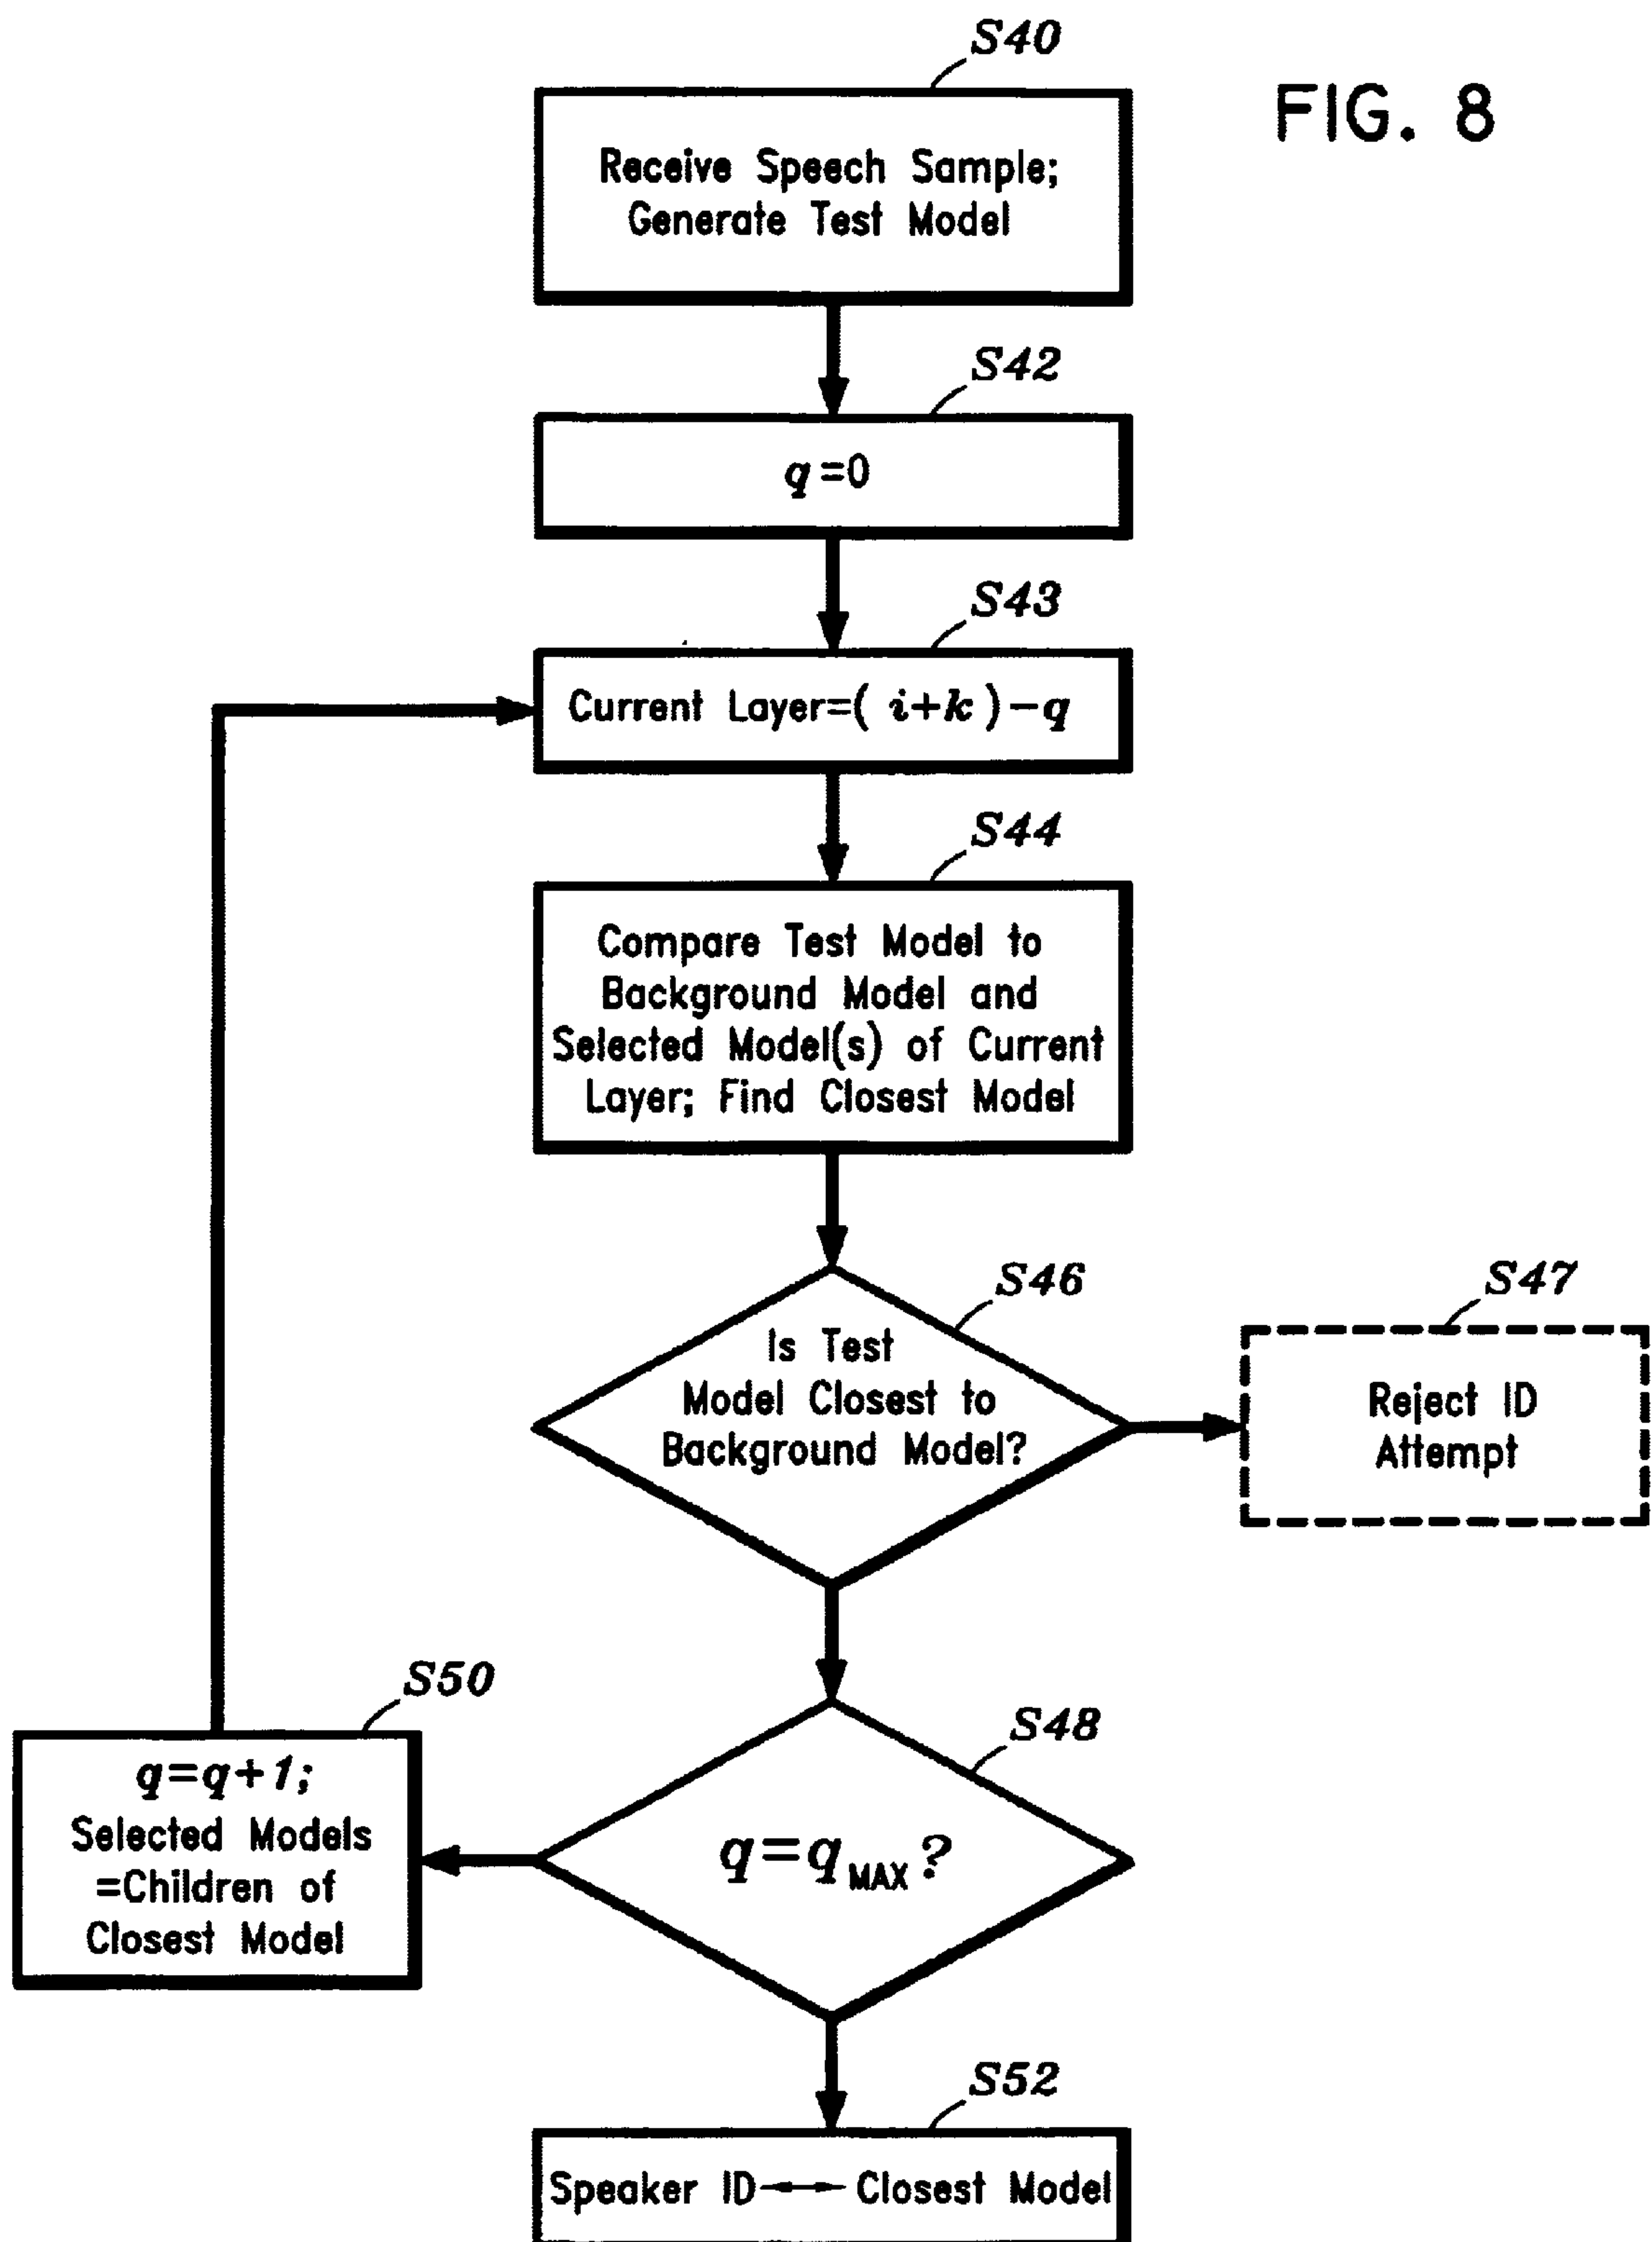 FIG. 8
S40
Receive Speech Sample;
Generate Test Model
S42
q=0
S43
Current Layer=( i+k )-q
S44
Compare Test Model to
Background Model and
Selected Model(s) of Current
Layer; Find Closest Model
S46
Is Test
Model Closest to
Background Model?
S47
Reject ID
Attempt
S48
q=qMAX?
S50
q=q+1;
Selected Models
=Children of
Closest Model
S52
Speaker ID↔Closest Model